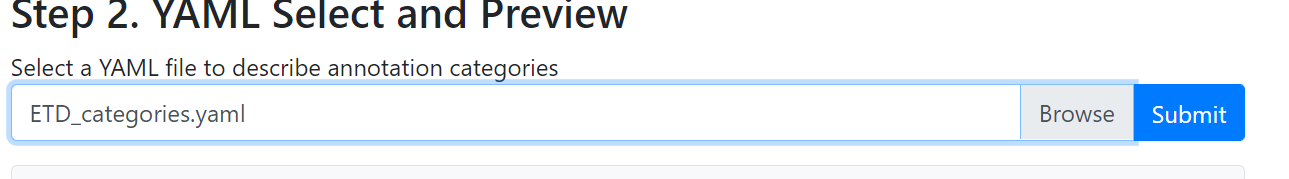 Step 2. YAML Select and Preview
Select a YAML file to describe annotation categories
ETD_categories.yaml Browse Submit